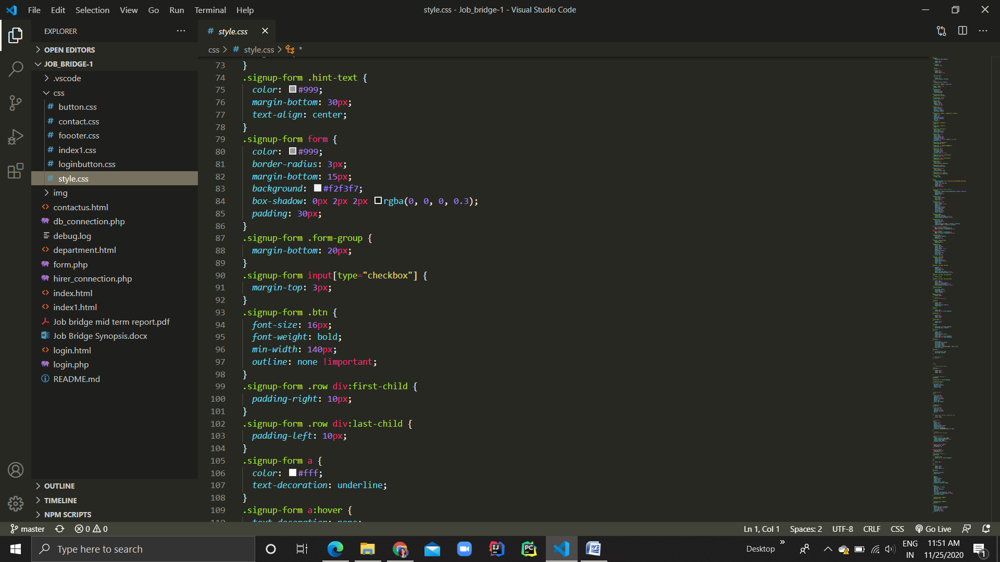 File Edit Selection View Go Run Terminal Help
style.css - Job_bridge-1 - Visual Studio Code
EXPLORER
OPEN EDITORS
JOB_BRIDGE-1
.vscode
css
button.css
contact.css
foooter.css
index1.css
loginbutton.css
style.css
img
contactus.html
db_connection.php
debug.log
department.html
form.php
hirer_connection.php
index.html
index1.html
Job bridge mid term report.pdf
Job Bridge Synopsis.docx
login.html
login.php
README.md
OUTLINE
TIMELINE
NPM SCRIPTS
# style.css
css > # style.css > *
73 }
74 .signup-form .hint-text {
75 color: #999;
76 margin-bottom: 30px;
77 text-align: center;
78 }
79 .signup-form form {
80 color: #999;
81 border-radius: 3px;
82 margin-bottom: 15px;
83 background: #f2f3f7;
84 box-shadow: 0px 2px 2px rgba(0, 0, 0, 0.3);
85 padding: 30px;
86 }
87 .signup-form .form-group {
88 margin-bottom: 20px;
89 }
90 .signup-form input[type="checkbox"] {
91 margin-top: 3px;
92 }
93 .signup-form .btn {
94 font-size: 16px;
95 font-weight: bold;
96 min-width: 140px;
97 outline: none !important;
98 }
99 .signup-form .row div:first-child {
100 padding-right: 10px;
101 }
102 .signup-form .row div:last-child {
103 padding-left: 10px;
104 }
105 .signup-form a {
106 color: #fff;
107 text-decoration: underline;
108 }
109 .signup-form a:hover {
110 text-decoration: none;
master 0 0 Ln 1, Col 1 Spaces: 2 UTF-8 CRLF CSS Go Live
Type here to search
Desktop
ENG
IN
11:51 AM
11/25/2020
1